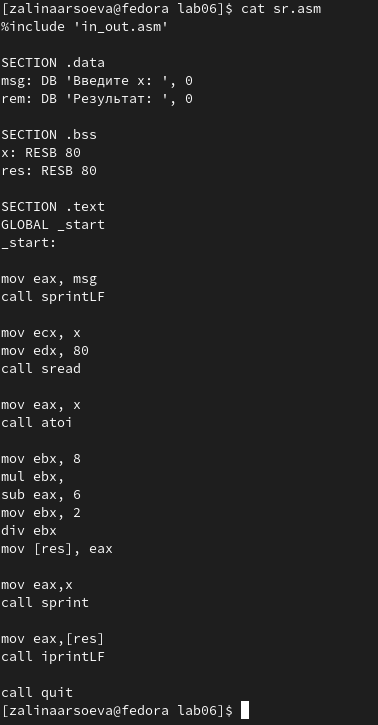 [zalinaarsoeva@fedora lab06]$ cat sr.asm
%include 'in_out.asm'
SECTION .data
msg: DB 'Введите x: ', 0
rem: DB 'Результат: ', 0
SECTION .bss
x: RESB 80
res: RESB 80
SECTION .text
GLOBAL _start
_start:
mov eax, msg
call sprintLF
mov ecx, x
mov edx, 80
call sread
mov eax, x
call atoi
mov ebx, 8
mul ebx,
sub eax, 6
mov ebx, 2
div ebx
mov [res], eax
mov eax,x
call sprint
mov eax,[res]
call iprintLF
call quit
[zalinaarsoeva@fedora lab06]$